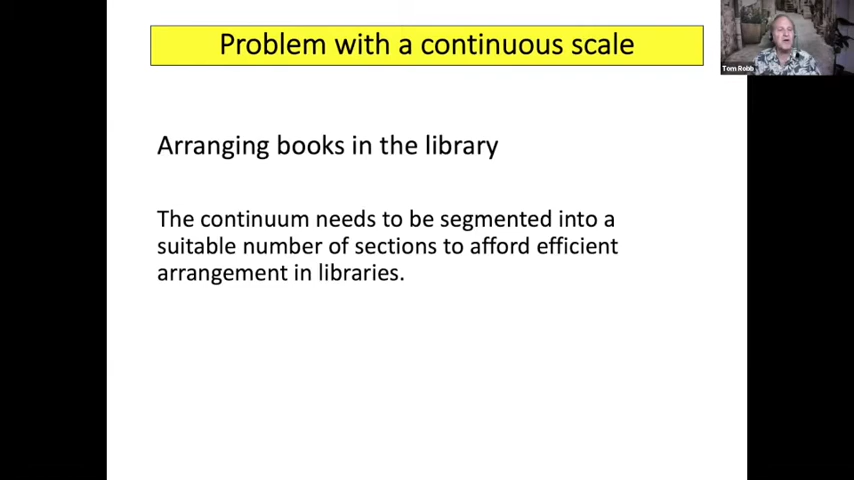 Problem with a continuous scale
Tom Robb
Arranging books in the library
The continuum needs to be segmented into a
suitable number of sections to afford efficient
arrangement in libraries.